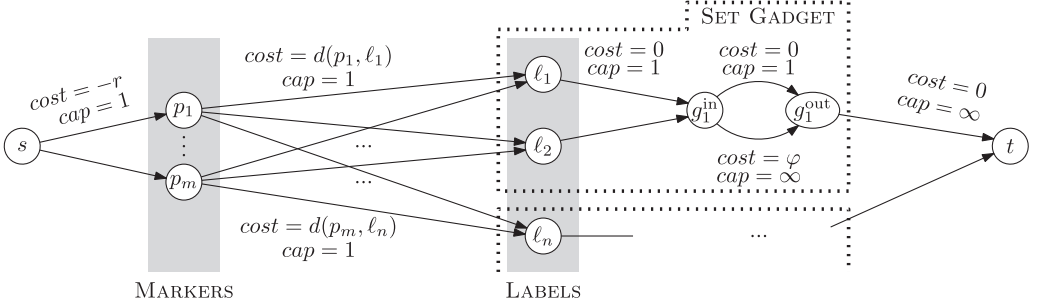 SET GADGET
cost = d(p₁, ℓ₁)
cap = 1
cost = 0
cap = 1
cost = 0
cap = 1
cost = −r
cap = 1
cost = 0
cap = ∞
s
p₁
⋮
pₘ
ℓ₁
ℓ₂
...
...
g₁ⁱⁿ
g₁ᵒᵘᵗ
t
cost = φ
cap = ∞
cost = d(pₘ, ℓₙ)
cap = 1
ℓₙ
...
MARKERS
LABELS